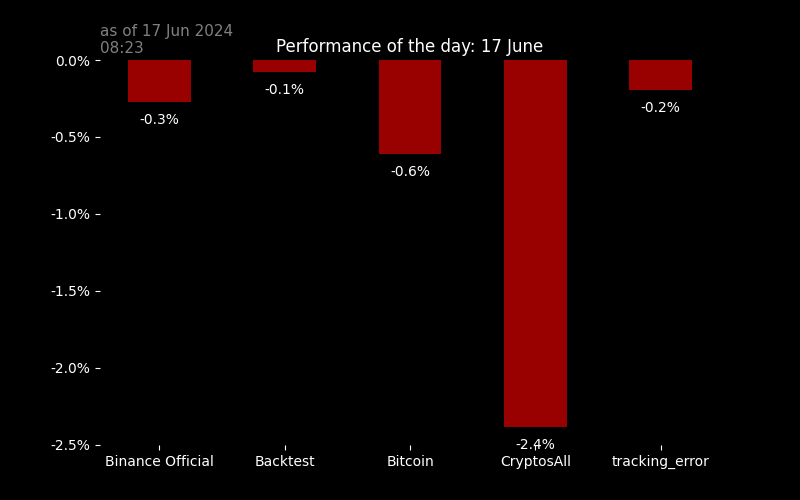 as of 17 Jun 2024
08:23
Performance of the day: 17 June
0.0%
-0.5%
-1.0%
-1.5%
-2.0%
-2.5%
-0.3%
-0.1%
-0.6%
-2.4%
-0.2%
Binance Official
Backtest
Bitcoin
CryptosAll
tracking_error